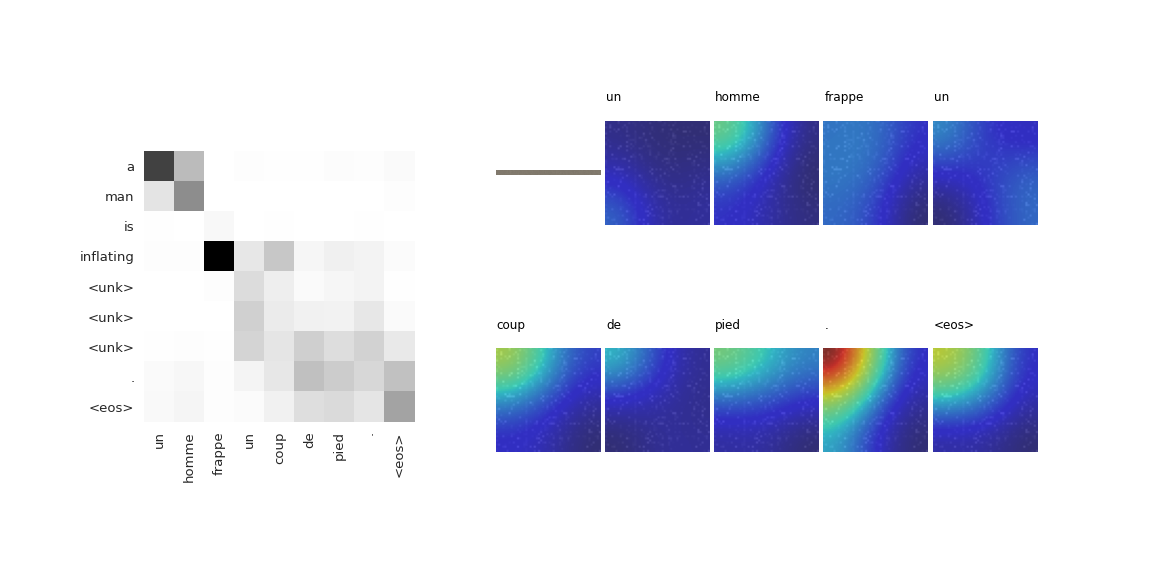 a
man
is
inflating
<unk>
<unk>
<unk>
.
<eos>
un
homme
frappe
un
coup
de
pied
.
<eos>
un homme frappe un
coup de pied . <eos>